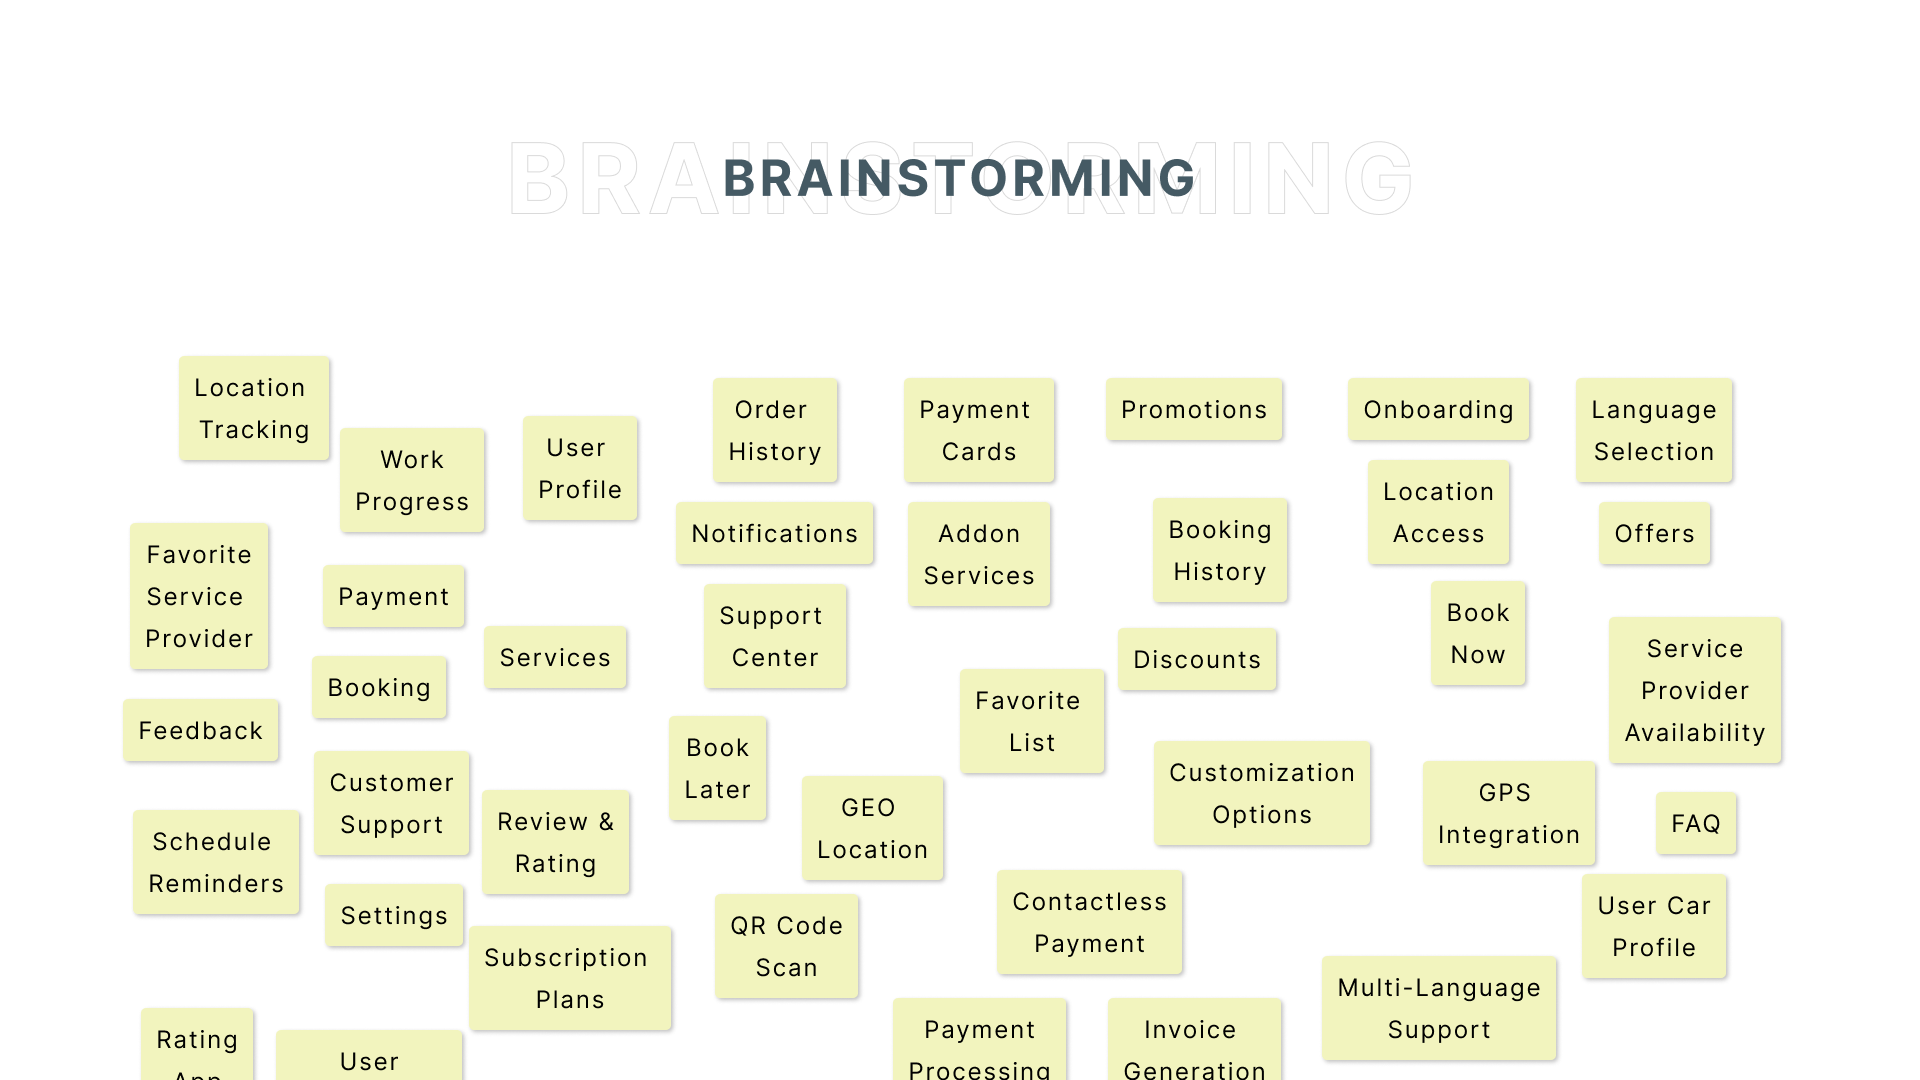 BRAINSTORMING
BRAINSTORMING
Location
Tracking
Work
Progress
User
Profile
Order
History
Payment
Cards
Promotions
Onboarding
Language
Selection
Location
Access
Notifications
Addon
Services
Booking
History
Offers
Favorite
Service
Provider
Payment
Support
Center
Book
Now
Services
Discounts
Service
Provider
Availability
Booking
Favorite
List
Feedback
Book
Later
Customer
Support
Customization
Options
GPS
Integration
Review &
Rating
GEO
Location
FAQ
Schedule
Reminders
Settings
QR Code
Scan
Contactless
Payment
User Car
Profile
Subscription
Plans
Multi-Language
Support
Rating
App
User
Payment
Processing
Invoice
Generation